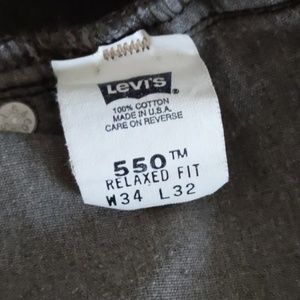 Levi's®
100% COTTON
MADE IN U.S.A.
CARE ON REVERSE
550™
RELAXED FIT
W34 L32